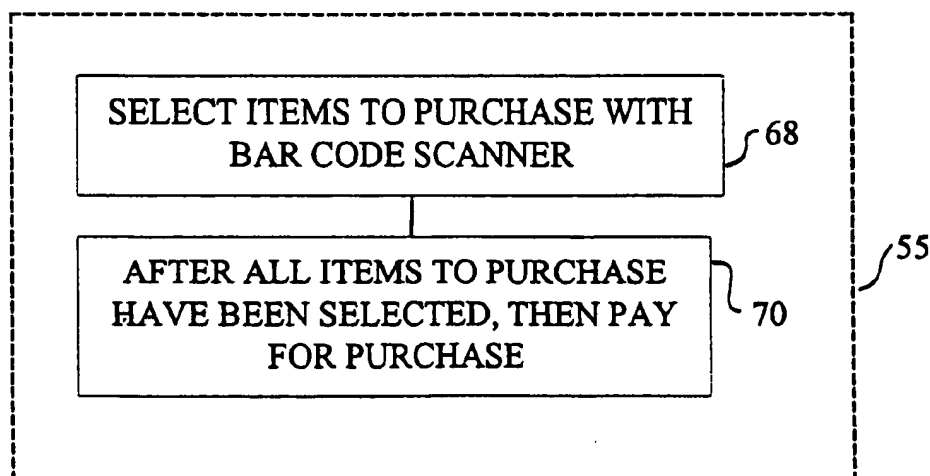 SELECT ITEMS TO PURCHASE WITH
BAR CODE SCANNER
68
55
AFTER ALL ITEMS TO PURCHASE
HAVE BEEN SELECTED, THEN PAY
FOR PURCHASE
70